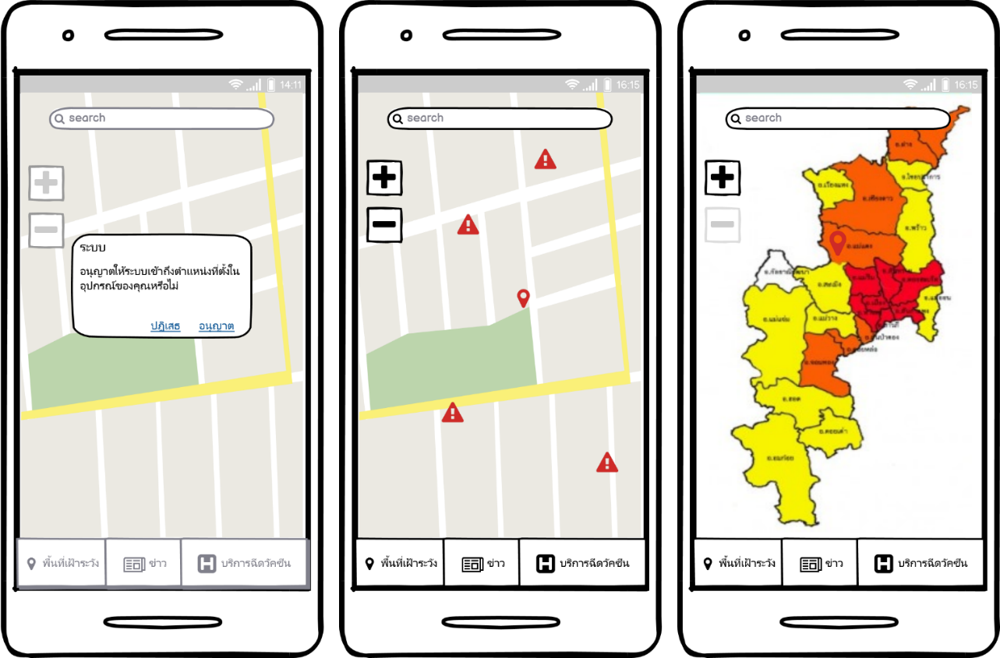 14:11
search
ระบบ
อนุญาตให้ระบบเข้าถึงตำแหน่งที่ตั้งใน
อุปกรณ์ของคุณหรือไม่
ปฏิเสธ อนุญาต
พื้นที่เฝ้าระวัง ข่าว บริการฉีดวัคซีน
16:15
search
พื้นที่เฝ้าระวัง ข่าว บริการฉีดวัคซีน
16:15
search
อ.ฝาง
อ.ไชยปราการ
อ.เวียงแหง
อ.เชียงดาว
อ.พร้าว
อ.แม่แตง
อ.กัลยาณิวัฒนา
อ.แม่ริม
อ.สะเมิง
อ.แม่ออน
อ.แม่แจ่ม
อ.แม่วาง
อ.สันป่าตอง
อ.ดอยหล่อ
อ.จอมทอง
อ.ฮอด
อ.ดอยเต่า
อ.อมก๋อย
พื้นที่เฝ้าระวัง ข่าว บริการฉีดวัคซีน